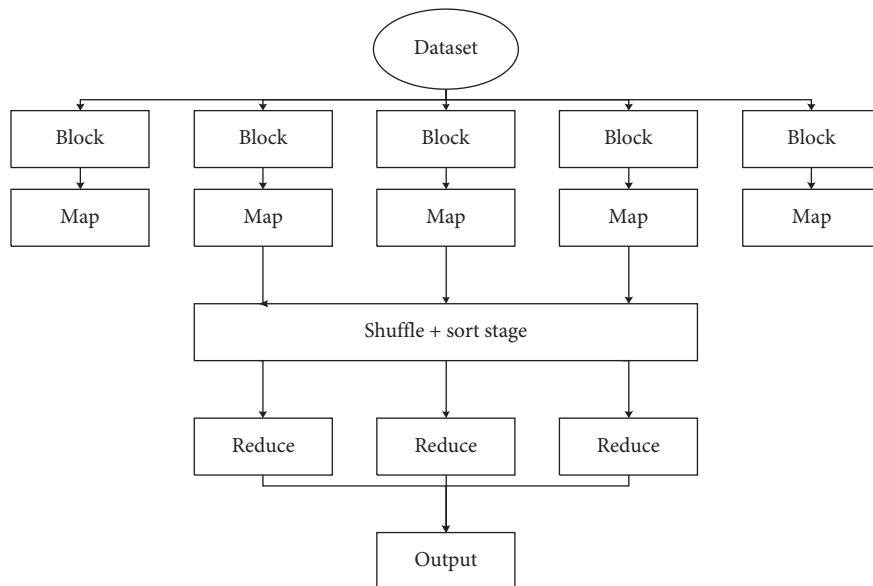 Dataset
Block
Block
Block
Block
Block
Map
Map
Map
Map
Map
Shuffle + sort stage
Reduce
Reduce
Reduce
Output